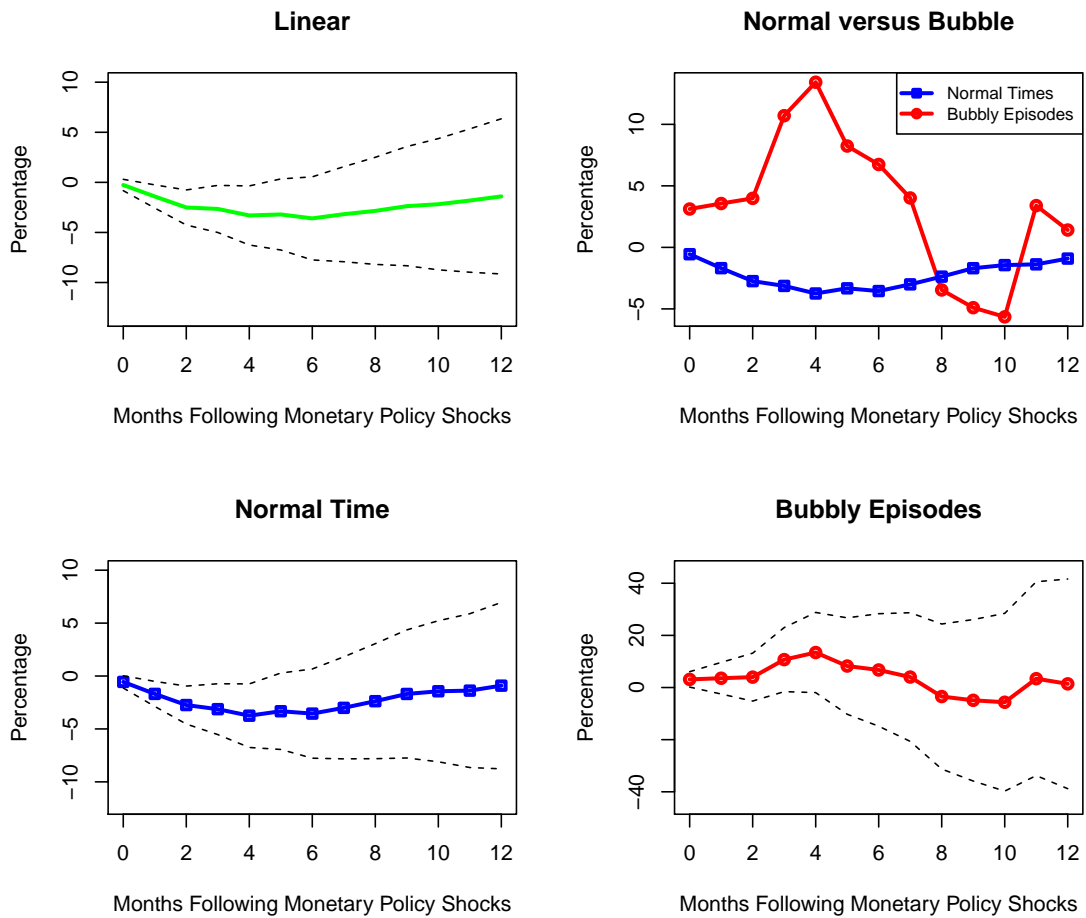 Linear
10
5
0
−5
−10
Percentage
0 2 4 6 8 10 12
Months Following Monetary Policy Shocks
Normal versus Bubble
Normal Times
Bubbly Episodes
10
5
0
−5
Percentage
0 2 4 6 8 10 12
Months Following Monetary Policy Shocks
Normal Time
10
5
0
−5
−10
Percentage
0 2 4 6 8 10 12
Months Following Monetary Policy Shocks
Bubbly Episodes
40
20
0
−40
Percentage
0 2 4 6 8 10 12
Months Following Monetary Policy Shocks